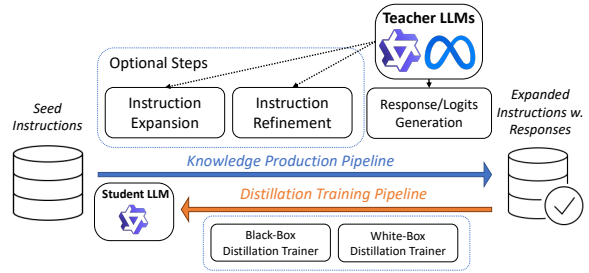 Teacher LLMs
Optional Steps
Instruction
Expansion
Instruction
Refinement
Response/Logits
Generation
Seed
Instructions
Expanded
Instructions w.
Responses
Knowledge Production Pipeline
Distillation Training Pipeline
Student LLM
Black-Box
Distillation Trainer
White-Box
Distillation Trainer